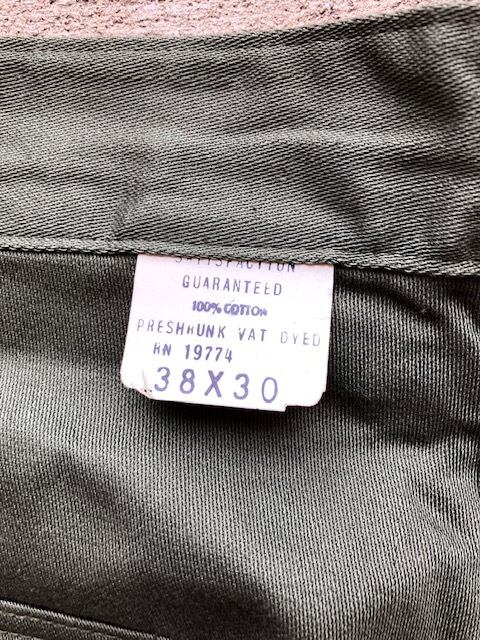 SATISFACTION
GUARANTEED
100% COTTON
PRESHRUNK VAT DYED
RN 19774
38X30